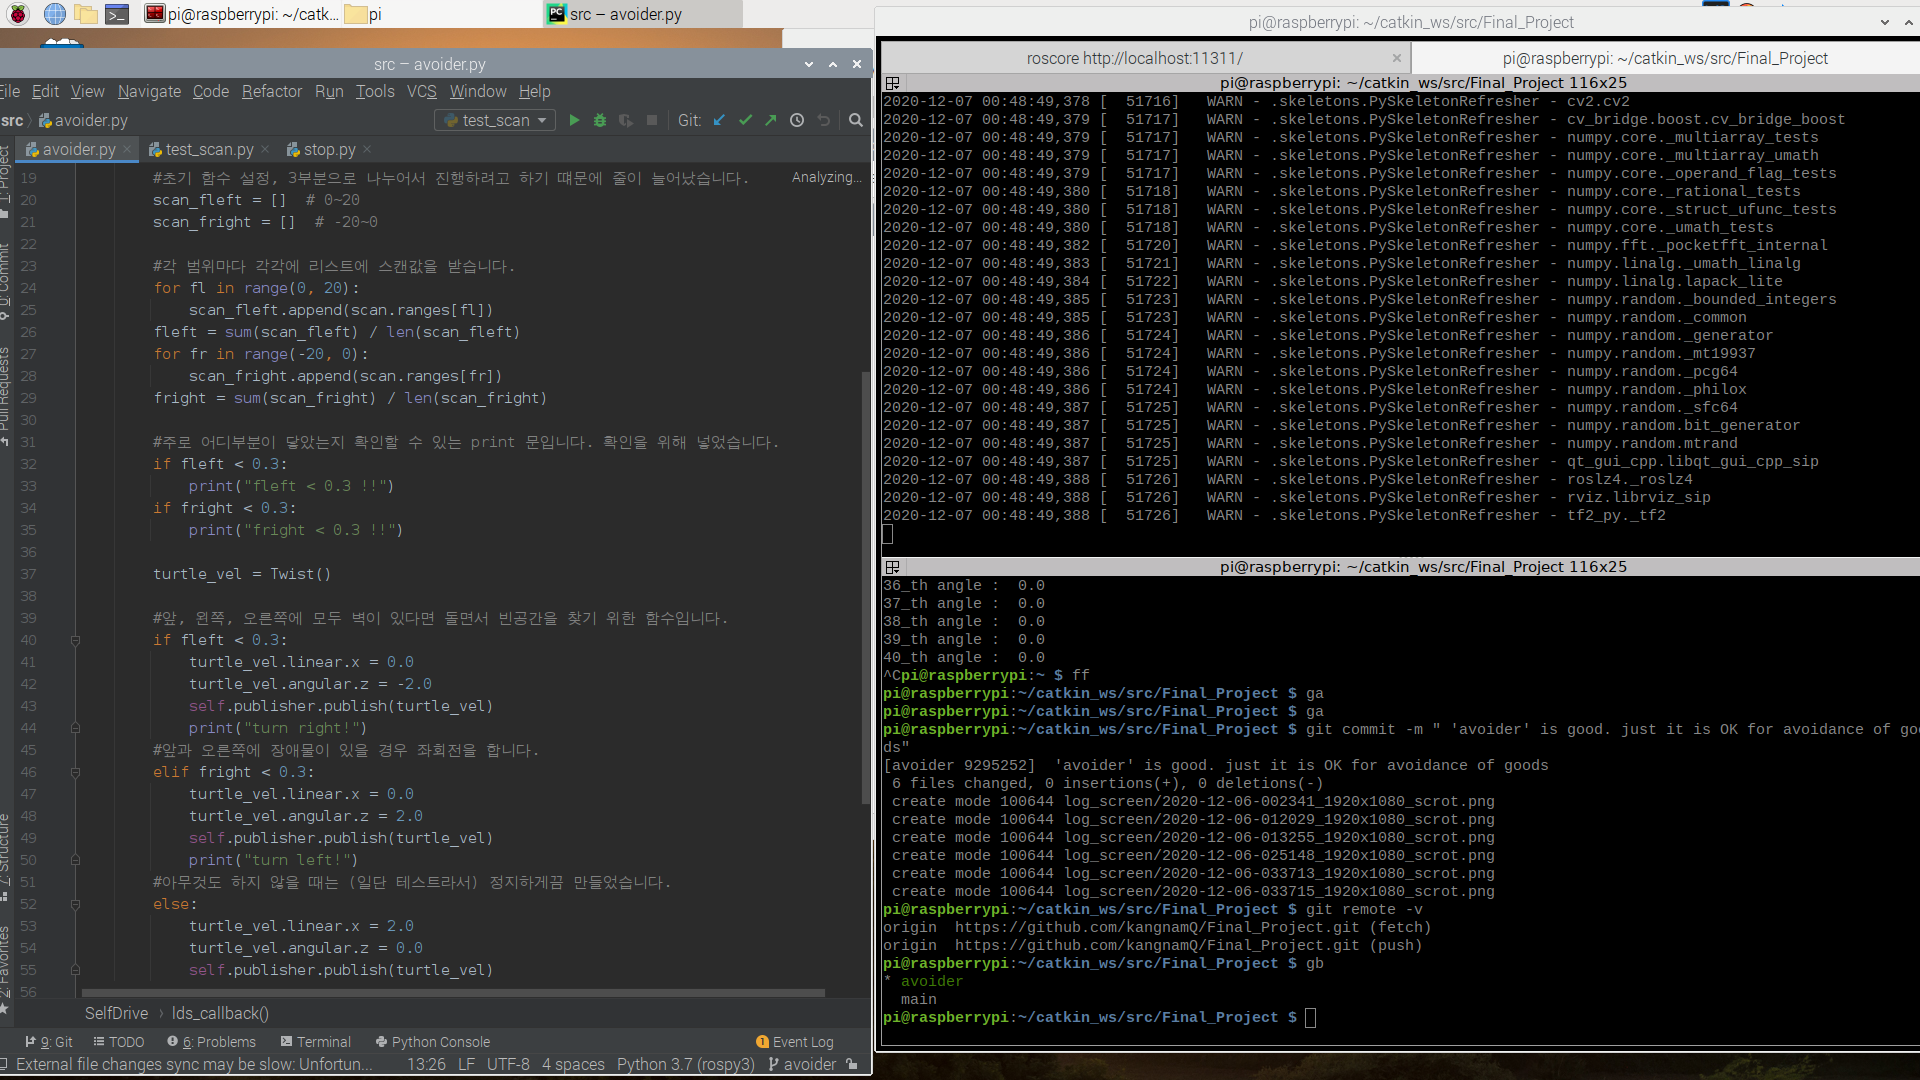 pi@raspberrypi: ~/catk...
pi
src – avoider.py
src – avoider.py
File Edit View Navigate Code Refactor Run Tools VCS Window Help
src avoider.py
test_scan
Git:
avoider.py
test_scan.py
stop.py
Analyzing...
1: Project
0: Commit
Pull Requests
7: Structure
2: Favorites
19 #초기 함수 설정, 3부분으로 나누어서 진행하려고 하기 떄문에 줄이 늘어났습니다.
20 scan_fleft = [] # 0~20
21 scan_fright = [] # -20~0
22
23 #각 범위마다 각각에 리스트에 스캔값을 받습니다.
24 for fl in range(0, 20):
25 scan_fleft.append(scan.ranges[fl])
26 fleft = sum(scan_fleft) / len(scan_fleft)
27 for fr in range(-20, 0):
28 scan_fright.append(scan.ranges[fr])
29 fright = sum(scan_fright) / len(scan_fright)
30
31 #주로 어디부분이 닿았는지 확인할 수 있는 print 문입니다. 확인을 위해 넣었습니다.
32 if fleft < 0.3:
33 print("fleft < 0.3 !!")
34 if fright < 0.3:
35 print("fright < 0.3 !!")
36
37 turtle_vel = Twist()
38
39 #앞, 왼쪽, 오른쪽에 모두 벽이 있다면 돌면서 빈공간을 찾기 위한 함수입니다.
40 if fleft < 0.3:
41 turtle_vel.linear.x = 0.0
42 turtle_vel.angular.z = -2.0
43 self.publisher.publish(turtle_vel)
44 print("turn right!")
45 #앞과 오른쪽에 장애물이 있을 경우 좌회전을 합니다.
46 elif fright < 0.3:
47 turtle_vel.linear.x = 0.0
48 turtle_vel.angular.z = 2.0
49 self.publisher.publish(turtle_vel)
50 print("turn left!")
51 #아무것도 하지 않을 때는 (일단 테스트라서) 정지하게끔 만들었습니다.
52 else:
53 turtle_vel.linear.x = 2.0
54 turtle_vel.angular.z = 0.0
55 self.publisher.publish(turtle_vel)
56
SelfDrive › lds_callback()
9: Git TODO 6: Problems Terminal Python Console 1 Event Log
External file changes sync may be slow: Unfortun... 13:26 LF UTF-8 4 spaces Python 3.7 (rospy3) avoider
pi@raspberrypi: ~/catkin_ws/src/Final_Project
roscore http://localhost:11311/
pi@raspberrypi: ~/catkin_ws/src/Final_Project
pi@raspberrypi: ~/catkin_ws/src/Final_Project 116x25
2020-12-07 00:48:49,378 [ 51716] WARN - .skeletons.PySkeletonRefresher - cv2.cv2
2020-12-07 00:48:49,379 [ 51717] WARN - .skeletons.PySkeletonRefresher - cv_bridge.boost.cv_bridge_boost
2020-12-07 00:48:49,379 [ 51717] WARN - .skeletons.PySkeletonRefresher - numpy.core._multiarray_tests
2020-12-07 00:48:49,379 [ 51717] WARN - .skeletons.PySkeletonRefresher - numpy.core._multiarray_umath
2020-12-07 00:48:49,379 [ 51717] WARN - .skeletons.PySkeletonRefresher - numpy.core._operand_flag_tests
2020-12-07 00:48:49,380 [ 51718] WARN - .skeletons.PySkeletonRefresher - numpy.core._rational_tests
2020-12-07 00:48:49,380 [ 51718] WARN - .skeletons.PySkeletonRefresher - numpy.core._struct_ufunc_tests
2020-12-07 00:48:49,380 [ 51718] WARN - .skeletons.PySkeletonRefresher - numpy.core._umath_tests
2020-12-07 00:48:49,382 [ 51720] WARN - .skeletons.PySkeletonRefresher - numpy.fft._pocketfft_internal
2020-12-07 00:48:49,383 [ 51721] WARN - .skeletons.PySkeletonRefresher - numpy.linalg._umath_linalg
2020-12-07 00:48:49,384 [ 51722] WARN - .skeletons.PySkeletonRefresher - numpy.linalg.lapack_lite
2020-12-07 00:48:49,385 [ 51723] WARN - .skeletons.PySkeletonRefresher - numpy.random._bounded_integers
2020-12-07 00:48:49,385 [ 51723] WARN - .skeletons.PySkeletonRefresher - numpy.random._common
2020-12-07 00:48:49,386 [ 51724] WARN - .skeletons.PySkeletonRefresher - numpy.random._generator
2020-12-07 00:48:49,386 [ 51724] WARN - .skeletons.PySkeletonRefresher - numpy.random._mt19937
2020-12-07 00:48:49,386 [ 51724] WARN - .skeletons.PySkeletonRefresher - numpy.random._pcg64
2020-12-07 00:48:49,386 [ 51724] WARN - .skeletons.PySkeletonRefresher - numpy.random._philox
2020-12-07 00:48:49,387 [ 51725] WARN - .skeletons.PySkeletonRefresher - numpy.random._sfc64
2020-12-07 00:48:49,387 [ 51725] WARN - .skeletons.PySkeletonRefresher - numpy.random.bit_generator
2020-12-07 00:48:49,387 [ 51725] WARN - .skeletons.PySkeletonRefresher - numpy.random.mtrand
2020-12-07 00:48:49,387 [ 51725] WARN - .skeletons.PySkeletonRefresher - qt_gui_cpp.libqt_gui_cpp_sip
2020-12-07 00:48:49,388 [ 51726] WARN - .skeletons.PySkeletonRefresher - roslz4._roslz4
2020-12-07 00:48:49,388 [ 51726] WARN - .skeletons.PySkeletonRefresher - rviz.librviz_sip
2020-12-07 00:48:49,388 [ 51726] WARN - .skeletons.PySkeletonRefresher - tf2_py._tf2
pi@raspberrypi: ~/catkin_ws/src/Final_Project 116x25
36_th angle : 0.0
37_th angle : 0.0
38_th angle : 0.0
39_th angle : 0.0
40_th angle : 0.0
^Cpi@raspberrypi:~ $ ff
pi@raspberrypi:~/catkin_ws/src/Final_Project $ ga
pi@raspberrypi:~/catkin_ws/src/Final_Project $ ga
pi@raspberrypi:~/catkin_ws/src/Final_Project $ git commit -m " 'avoider' is good. just it is OK for avoidance of goo
ds"
[avoider 9295252] 'avoider' is good. just it is OK for avoidance of goods
6 files changed, 0 insertions(+), 0 deletions(-)
create mode 100644 log_screen/2020-12-06-002341_1920x1080_scrot.png
create mode 100644 log_screen/2020-12-06-012029_1920x1080_scrot.png
create mode 100644 log_screen/2020-12-06-013255_1920x1080_scrot.png
create mode 100644 log_screen/2020-12-06-025148_1920x1080_scrot.png
create mode 100644 log_screen/2020-12-06-033713_1920x1080_scrot.png
create mode 100644 log_screen/2020-12-06-033715_1920x1080_scrot.png
pi@raspberrypi:~/catkin_ws/src/Final_Project $ git remote -v
origin https://github.com/kangnamQ/Final_Project.git (fetch)
origin https://github.com/kangnamQ/Final_Project.git (push)
pi@raspberrypi:~/catkin_ws/src/Final_Project $ gb
* avoider
main
pi@raspberrypi:~/catkin_ws/src/Final_Project $